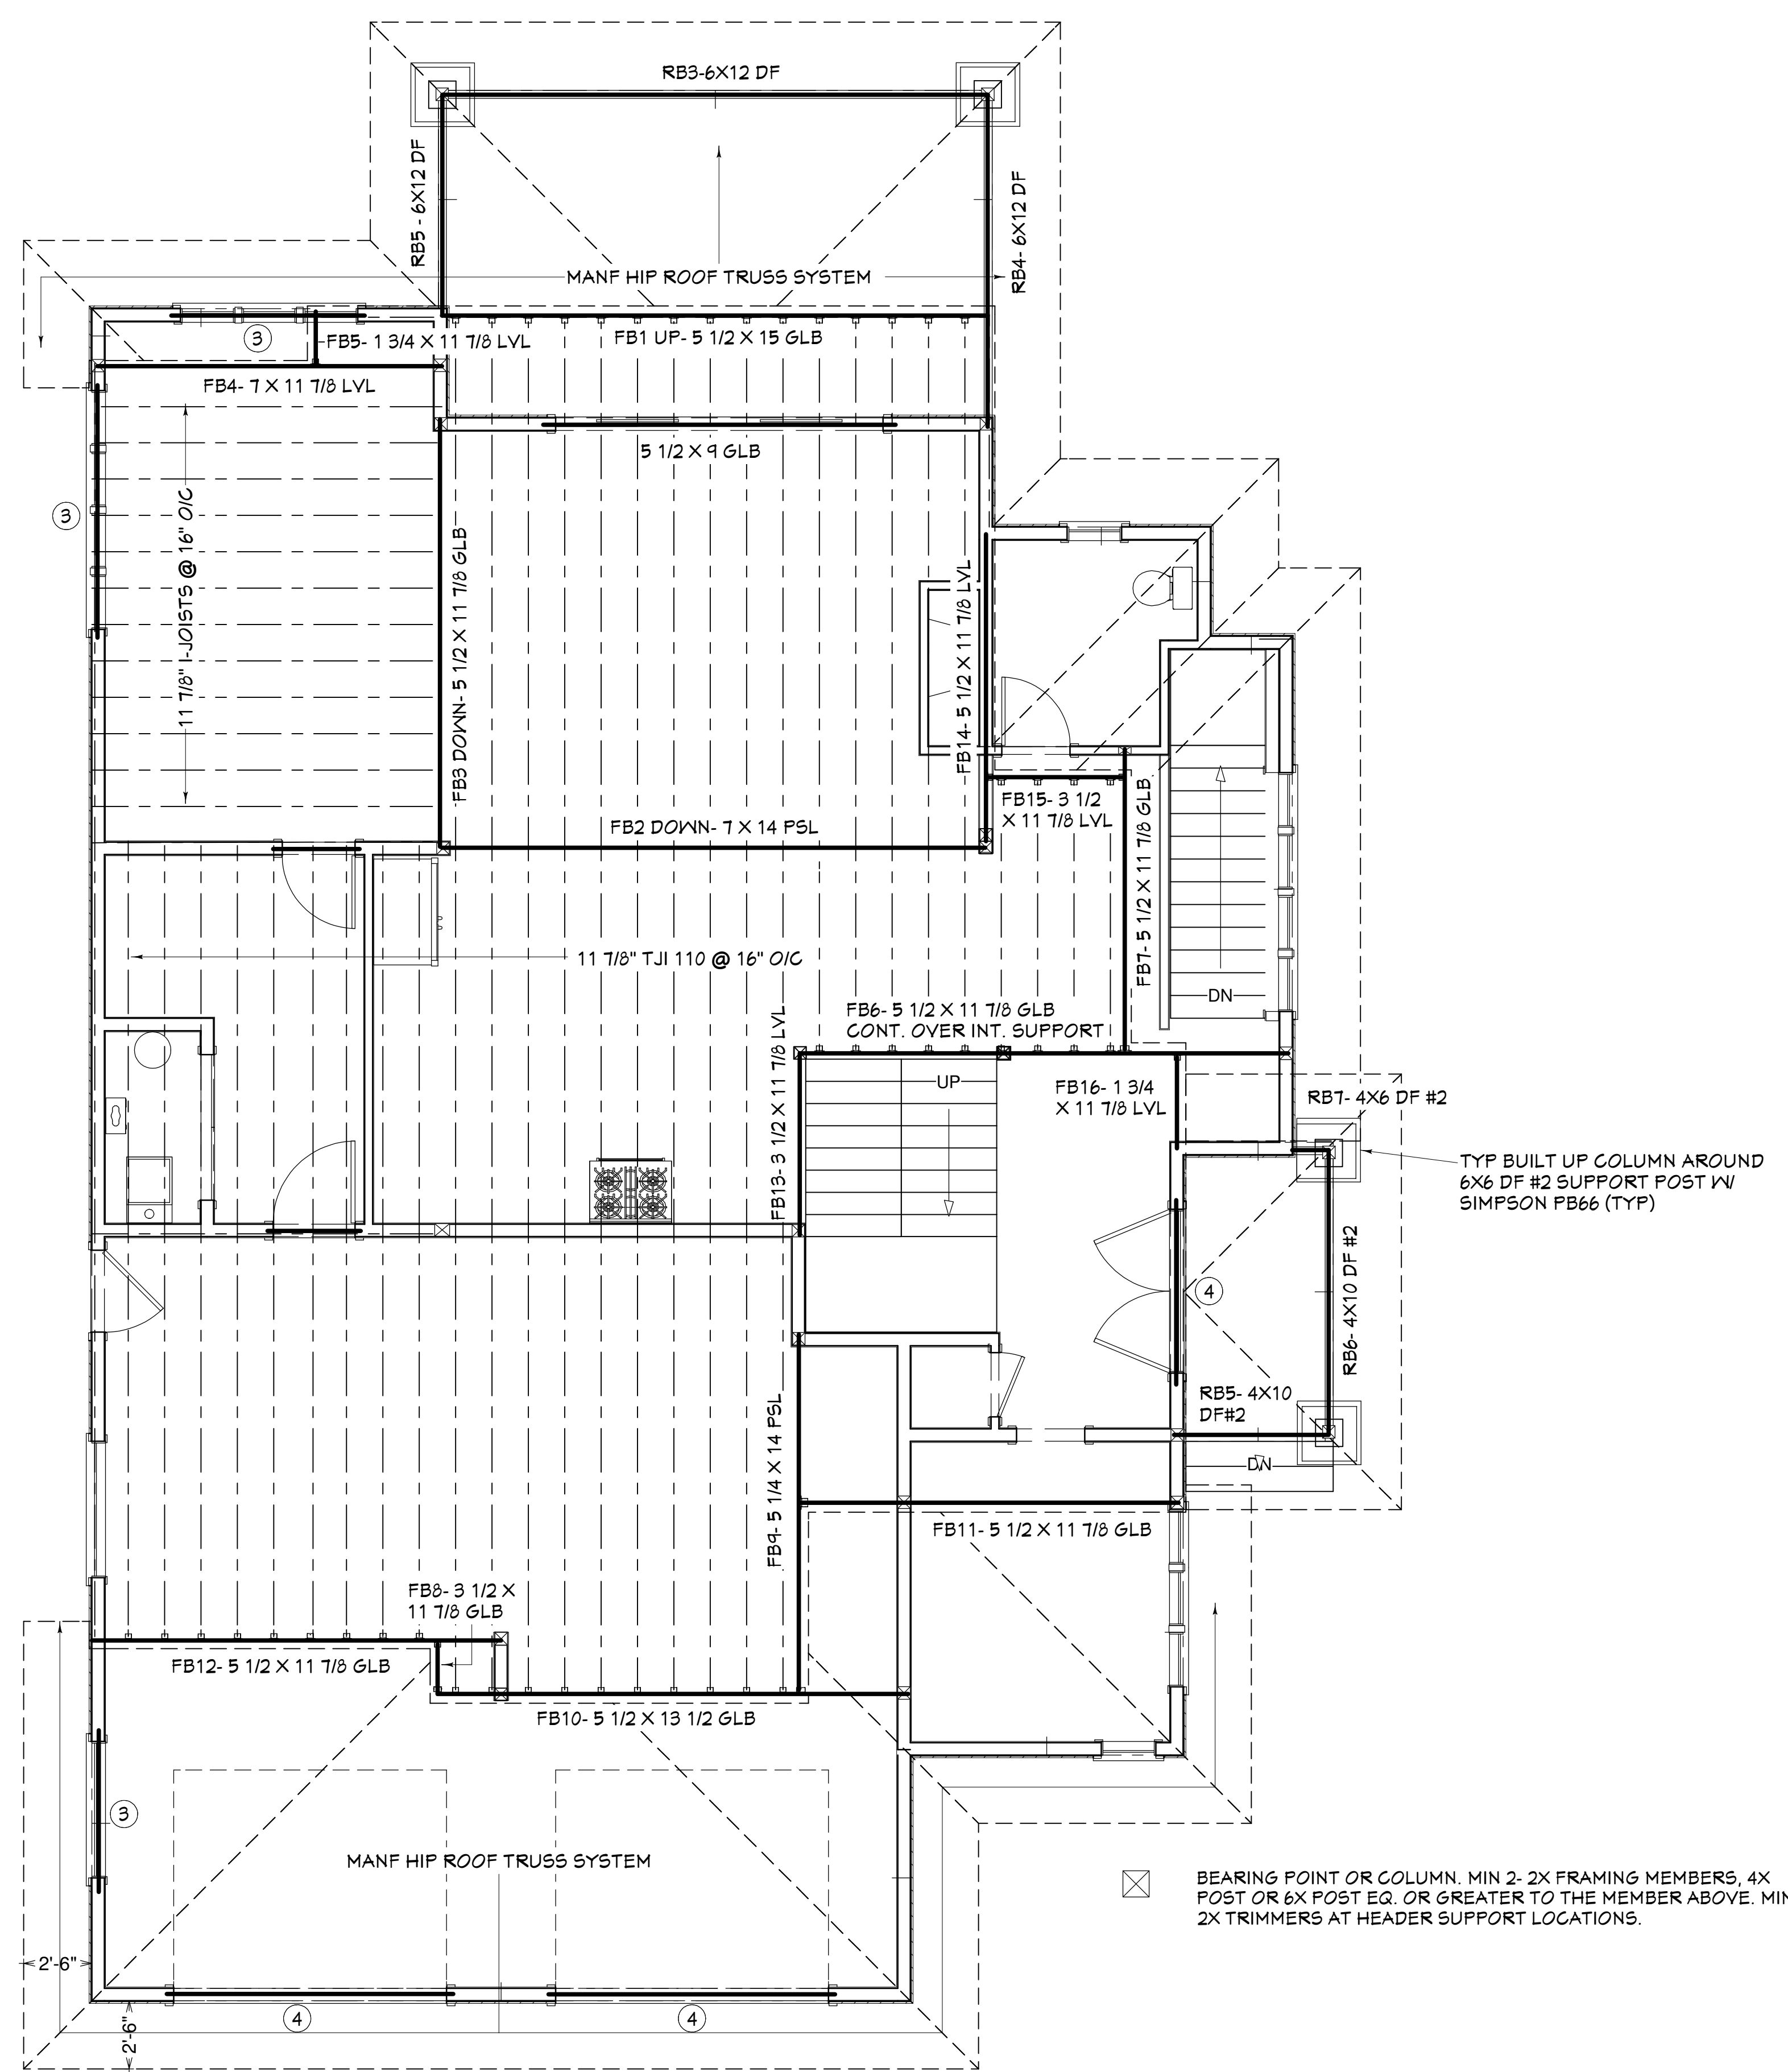 RB3-6X12 DF
RB5 - 6X12 DF
RB4- 6X12 DF
MANF HIP ROOF TRUSS SYSTEM
3
FB5- 1 3/4 X 11 7/8 LVL
FB1 UP- 5 1/2 X 15 GLB
FB4- 7 X 11 7/8 LVL
5 1/2 X 9 GLB
3
11 7/8" I-JOISTS @ 16" O/C
FB3 DOWN- 5 1/2 X 11 7/8 GLB
FB14- 5 1/2 X 11 7/8 LVL
FB15- 3 1/2
X 11 7/8 LVL
FB2 DOWN- 7 X 14 PSL
FB7- 5 1/2 X 11 7/8 GLB
11 7/8" TJI 110 @ 16" O/C
DN
FB6- 5 1/2 X 11 7/8 GLB
CONT. OVER INT. SUPPORT
FB13- 3 1/2 X 11 7/8 LVL
UP
FB16- 1 3/4
X 11 7/8 LVL
RB7- 4X6 DF #2
TYP BUILT UP COLUMN AROUND
6X6 DF #2 SUPPORT POST W/
SIMPSON PB66 (TYP)
4
RB6- 4X10 DF #2
RB5- 4X10
DF#2
DN
FB9- 5 1/4 X 14 PSL
FB11- 5 1/2 X 11 7/8 GLB
FB8- 3 1/2 X
11 7/8 GLB
FB12- 5 1/2 X 11 7/8 GLB
FB10- 5 1/2 X 13 1/2 GLB
3
MANF HIP ROOF TRUSS SYSTEM
BEARING POINT OR COLUMN. MIN 2- 2X FRAMING MEMBERS, 4X
POST OR 6X POST EQ. OR GREATER TO THE MEMBER ABOVE. MIN
2X TRIMMERS AT HEADER SUPPORT LOCATIONS.
2'-6"
2'-6"
4
4